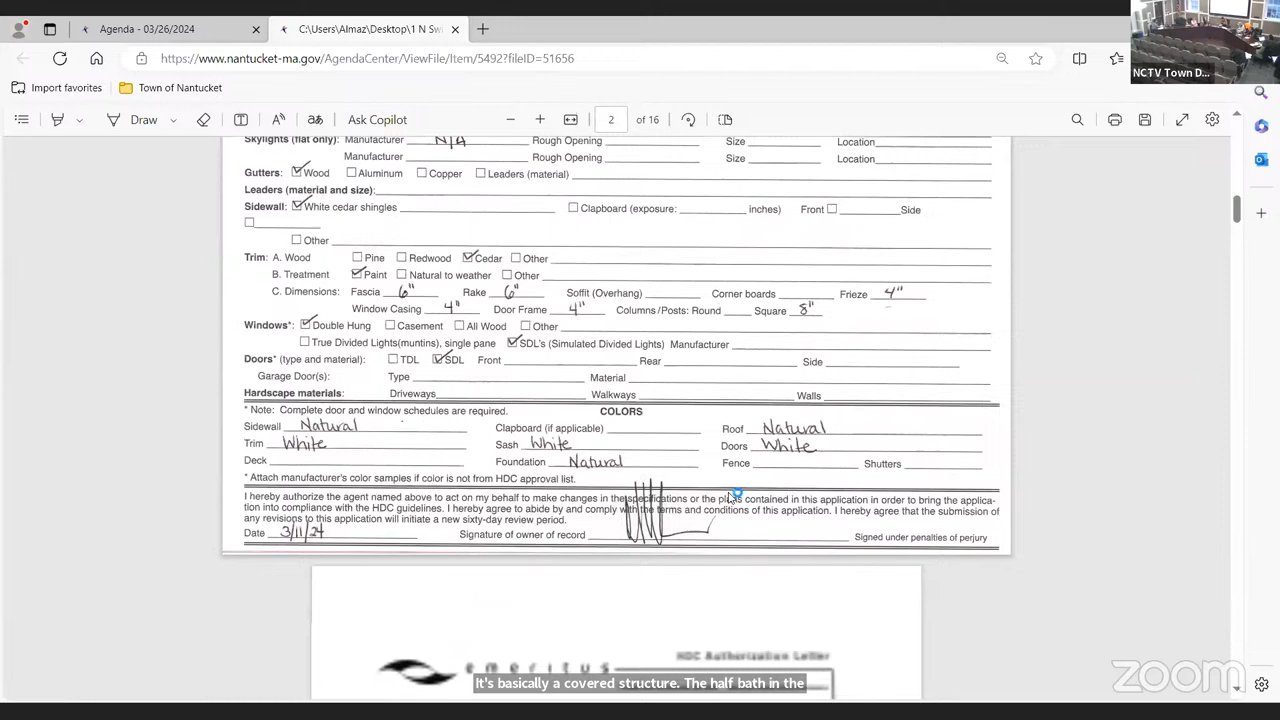 Agenda - 03/26/2024
C:\Users\Almaz\Desktop\1 N Sw
https://www.nantucket-ma.gov/AgendaCenter/ViewFile/Item/5492?fileID=51656
NCTV Town D...
Import favorites
Town of Nantucket
Draw
Ask Copilot
2 of 16
Skylights (flat only): Manufacturer N/A Rough Opening Size Location
Manufacturer Rough Opening Size Location
Gutters: Wood Aluminum Copper Leaders (material)
Leaders (material and size):
Sidewall: White cedar shingles Clapboard (exposure: inches) Front Side
Other
Trim: A. Wood Pine Redwood Cedar Other
B. Treatment Paint Natural to weather Other
C. Dimensions: Fascia 6" Rake 6" Soffit (Overhang) Corner boards Frieze 4"
Window Casing 4" Door Frame 4" Columns/Posts: Round Square 8"
Windows*: Double Hung Casement All Wood Other
True Divided Lights(muntins), single pane SDL's (Simulated Divided Lights) Manufacturer
Doors* (type and material): TDL SDL Front Rear Side
Garage Door(s): Type Material
Hardscape materials: Driveways Walkways Walls
* Note: Complete door and window schedules are required. COLORS
Sidewall Natural Clapboard (if applicable) Roof Natural
Trim White Sash White Doors White
Deck Foundation Natural Fence Shutters
* Attach manufacturer's color samples if color is not from HDC approval list.
I hereby authorize the agent named above to act on my behalf to make changes in the specifications or the plans contained in this application in order to bring the applica-
tion into compliance with the HDC guidelines. I hereby agree to abide by and comply with the terms and conditions of this application. I hereby agree that the submission of
any revisions to this application will initiate a new sixty-day review period.
Date 3/11/24 Signature of owner of record Signed under penalties of perjury
HDC Authorization Letter
emeritus
It's basically a covered structure. The half bath in the
zoom